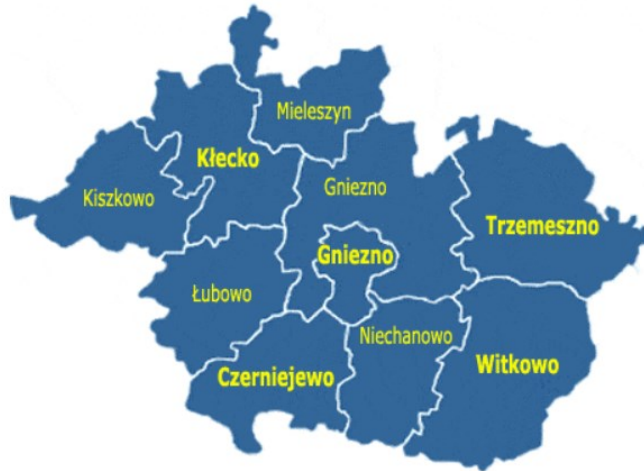 Mieleszyn
Kłecko
Gniezno
Kiszkowo
Trzemeszno
Gniezno
Łubowo
Niechanowo
Czerniejewo
Witkowo